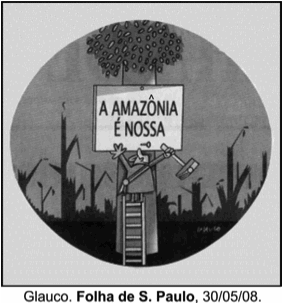 A AMAZÔNIA
É NOSSA
Glauco. Folha de S. Paulo, 30/05/08.